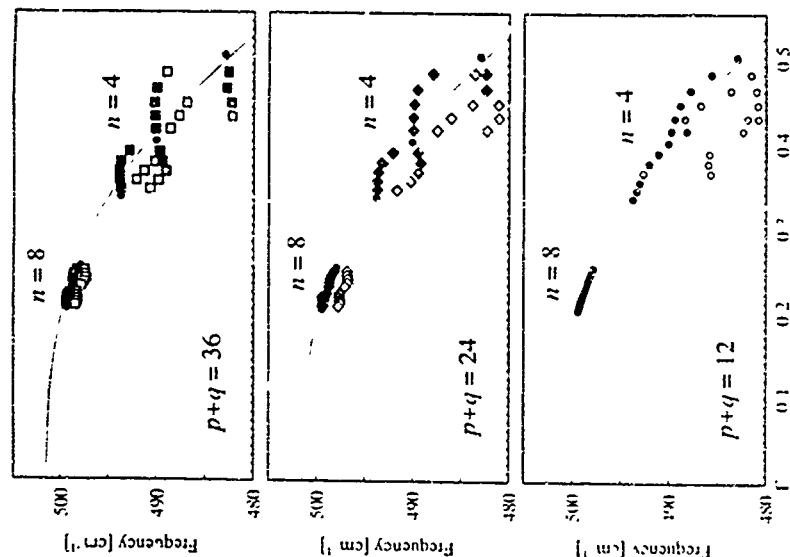 Frequency [cm⁻¹]
500
490
480
n = 8
n = 4
p+q = 36
Frequency [cm⁻¹]
500
490
480
n = 8
n = 4
p+q = 24
Frequency [cm⁻¹]
500
490
480
n = 8
n = 4
p+q = 12
0.1
0.2
0.4
0.5